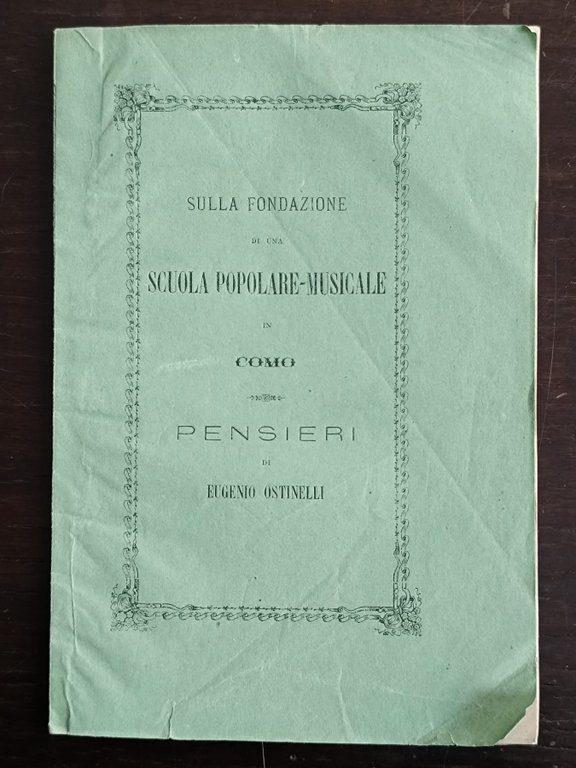 SULLA FONDAZIONE
DI UNA
SCUOLA POPOLARE-MUSICALE
IN
COMO
PENSIERI
DI
EUGENIO OSTINELLI